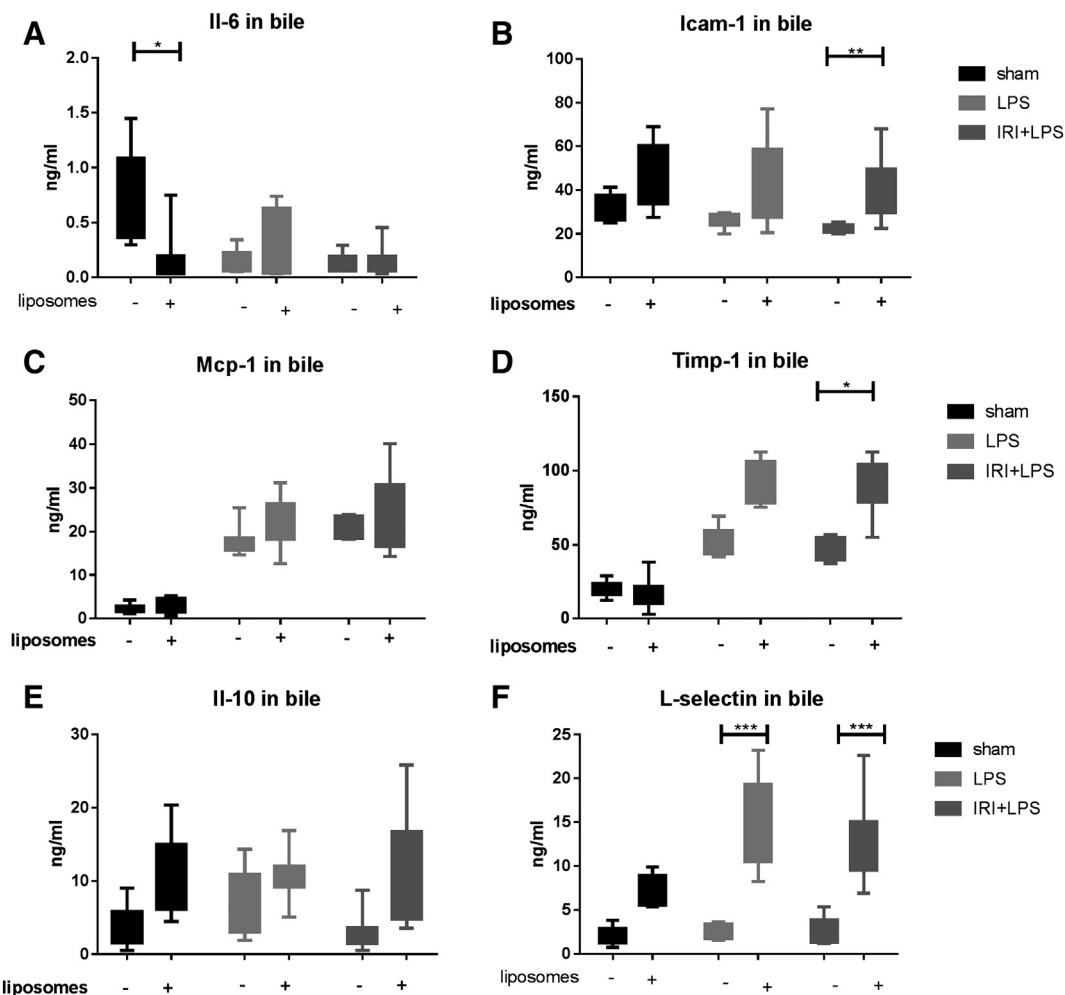 A
Il-6 in bile
*
2.0
1.5
1.0
0.5
0.0
ng/ml
liposomes - + - + - +
B
Icam-1 in bile
**
100
80
60
40
20
0
ng/ml
liposomes - + - + - +
sham
LPS
IRI+LPS
C
Mcp-1 in bile
50
40
30
20
10
0
ng/ml
liposomes - + - + - +
D
Timp-1 in bile
*
150
100
50
0
ng/ml
liposomes - + - + - +
sham
LPS
IRI+LPS
E
Il-10 in bile
30
20
10
0
ng/ml
liposomes - + - + - +
F
L-selectin in bile
*** ***
25
20
15
10
5
0
ng/ml
liposomes - + - + - +
sham
LPS
IRI+LPS